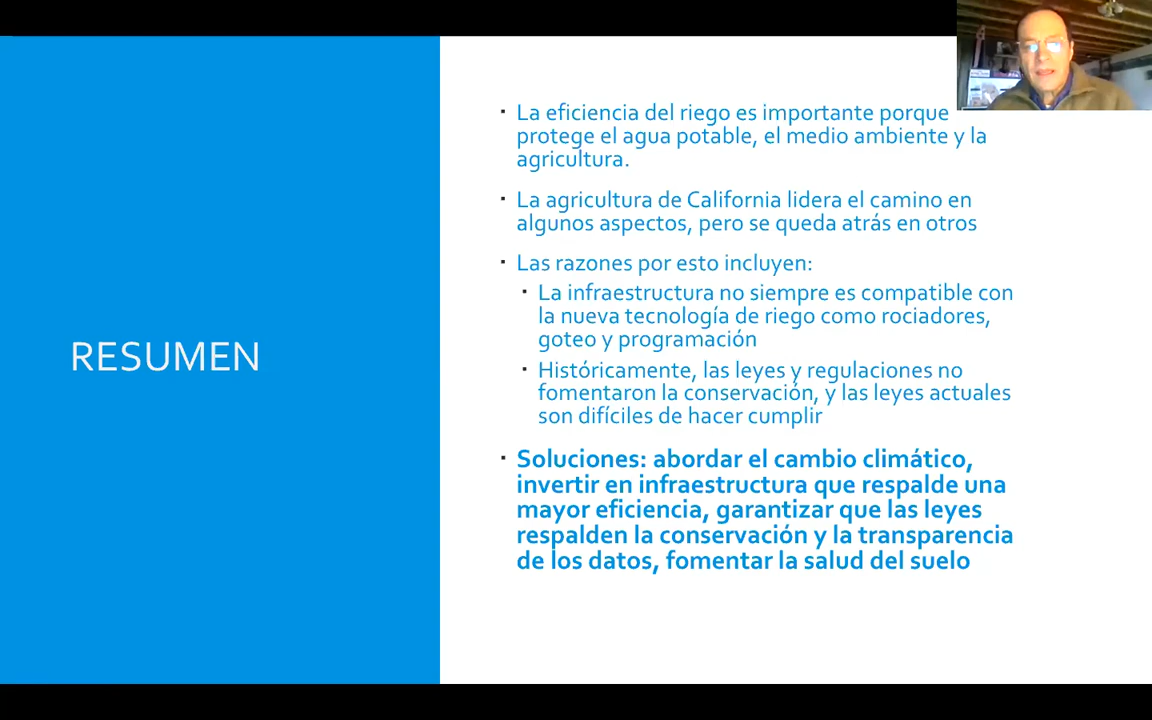 RESUMEN
▪ La eficiencia del riego es importante porque
protege el agua potable, el medio ambiente y la
agricultura.
▪ La agricultura de California lidera el camino en
algunos aspectos, pero se queda atrás en otros
▪ Las razones por esto incluyen:
▪ La infraestructura no siempre es compatible con
la nueva tecnología de riego como rociadores,
goteo y programación
▪ Históricamente, las leyes y regulaciones no
fomentaron la conservación, y las leyes actuales
son difíciles de hacer cumplir
▪ Soluciones: abordar el cambio climático,
invertir en infraestructura que respalde una
mayor eficiencia, garantizar que las leyes
respalden la conservación y la transparencia
de los datos, fomentar la salud del suelo